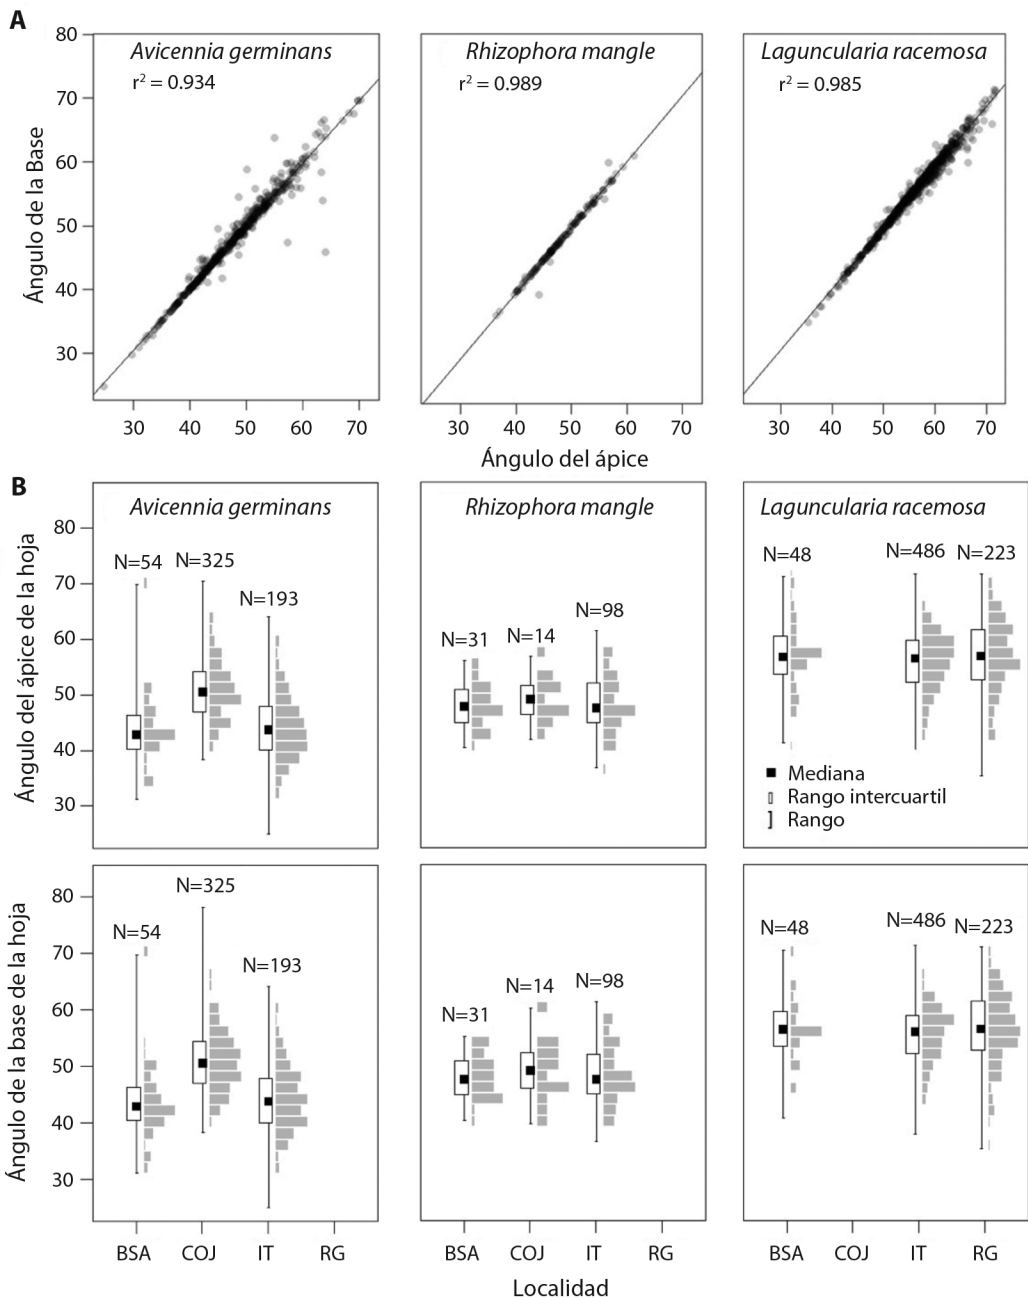 A
Avicennia germinans
r² = 0.934
Rhizophora mangle
r² = 0.989
Laguncularia racemosa
r² = 0.985
Ángulo de la Base
80
70
60
50
40
30
30 40 50 60 70
30 40 50 60 70
30 40 50 60 70
Ángulo del ápice
B
Avicennia germinans
Rhizophora mangle
Laguncularia racemosa
Ángulo del ápice de la hoja
80
70
60
50
40
30
N=54
N=325
N=193
N=31
N=14
N=98
N=48
N=486
N=223
Mediana
Rango intercuartil
Rango
Ángulo de la base de la hoja
80
70
60
50
40
30
N=54
N=325
N=193
N=31
N=14
N=98
N=48
N=486
N=223
BSA COJ IT RG
BSA COJ IT RG
BSA COJ IT RG
Localidad